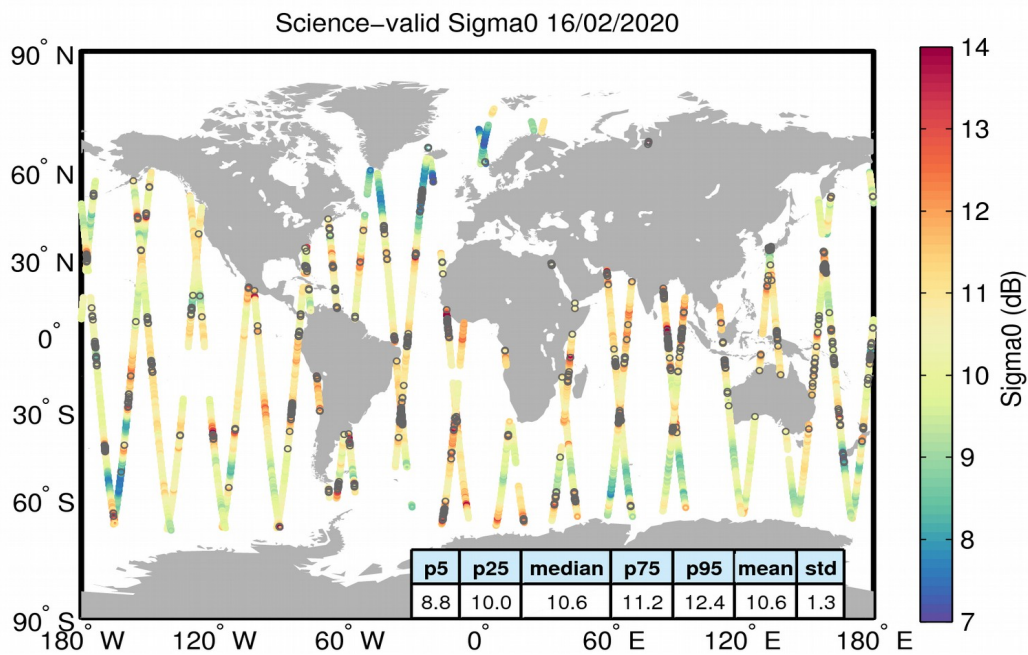 Science−valid Sigma0 16/02/2020
90° N
60° N
30° N
0°
30° S
60° S
90° S
180° W
120° W
60° W
0°
60° E
120° E
180° E
p5 p25 median p75 p95 mean std
8.8 10.0 10.6 11.2 12.4 10.6 1.3
14
13
12
11
10
9
8
7
Sigma0 (dB)